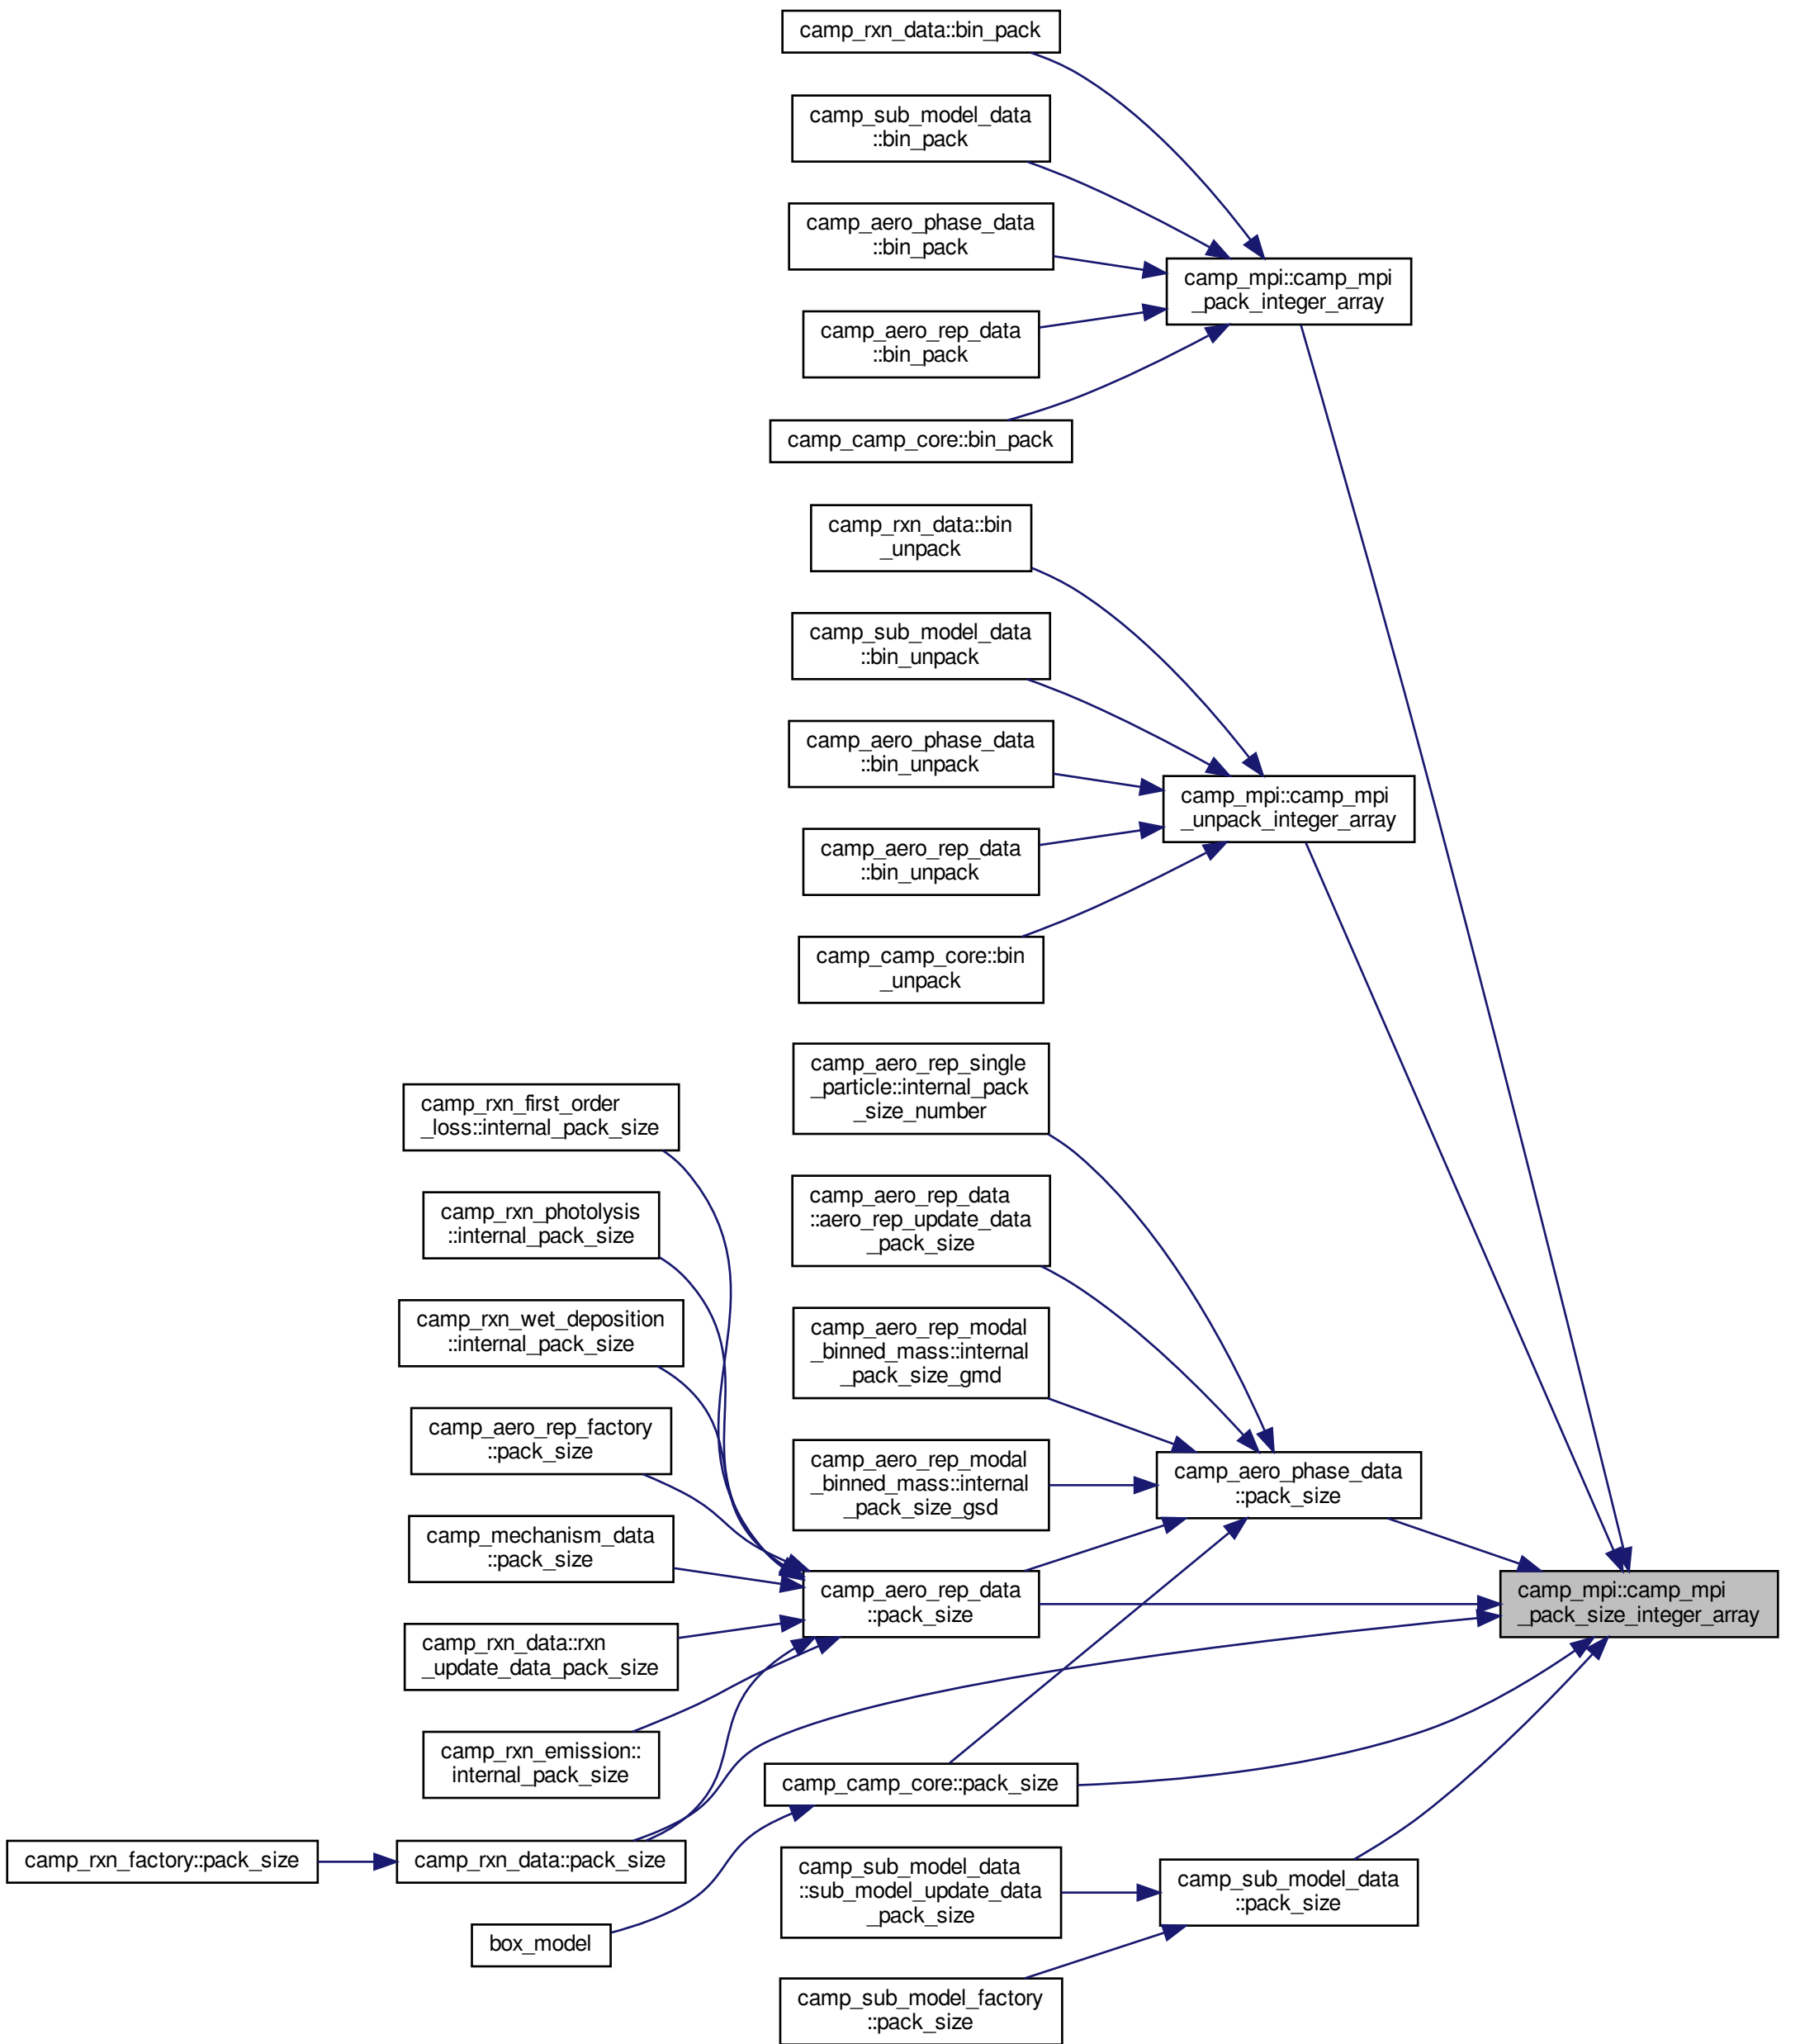 camp_rxn_data::bin_pack
camp_sub_model_data
::bin_pack
camp_aero_phase_data
::bin_pack
camp_aero_rep_data
::bin_pack
camp_camp_core::bin_pack
camp_mpi::camp_mpi
_pack_integer_array
camp_rxn_data::bin
_unpack
camp_sub_model_data
::bin_unpack
camp_aero_phase_data
::bin_unpack
camp_aero_rep_data
::bin_unpack
camp_camp_core::bin
_unpack
camp_mpi::camp_mpi
_unpack_integer_array
camp_aero_rep_single
_particle::internal_pack
_size_number
camp_aero_rep_data
::aero_rep_update_data
_pack_size
camp_aero_rep_modal
_binned_mass::internal
_pack_size_gmd
camp_aero_rep_modal
_binned_mass::internal
_pack_size_gsd
camp_aero_phase_data
::pack_size
camp_rxn_first_order
_loss::internal_pack_size
camp_rxn_photolysis
::internal_pack_size
camp_rxn_wet_deposition
::internal_pack_size
camp_aero_rep_factory
::pack_size
camp_mechanism_data
::pack_size
camp_rxn_data::rxn
_update_data_pack_size
camp_rxn_emission::
internal_pack_size
camp_aero_rep_data
::pack_size
camp_mpi::camp_mpi
_pack_size_integer_array
camp_camp_core::pack_size
camp_rxn_factory::pack_size
camp_rxn_data::pack_size
box_model
camp_sub_model_data
::sub_model_update_data
_pack_size
camp_sub_model_data
::pack_size
camp_sub_model_factory
::pack_size